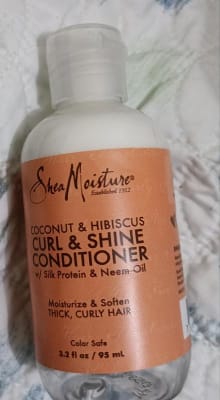 SheaMoisture®
Established 1912
COCONUT & HIBISCUS
CURL & SHINE
CONDITIONER
w/ Silk Protein & Neem Oil
Moisturize & Soften
THICK, CURLY HAIR
Color Safe
3.2 fl oz / 95 mL